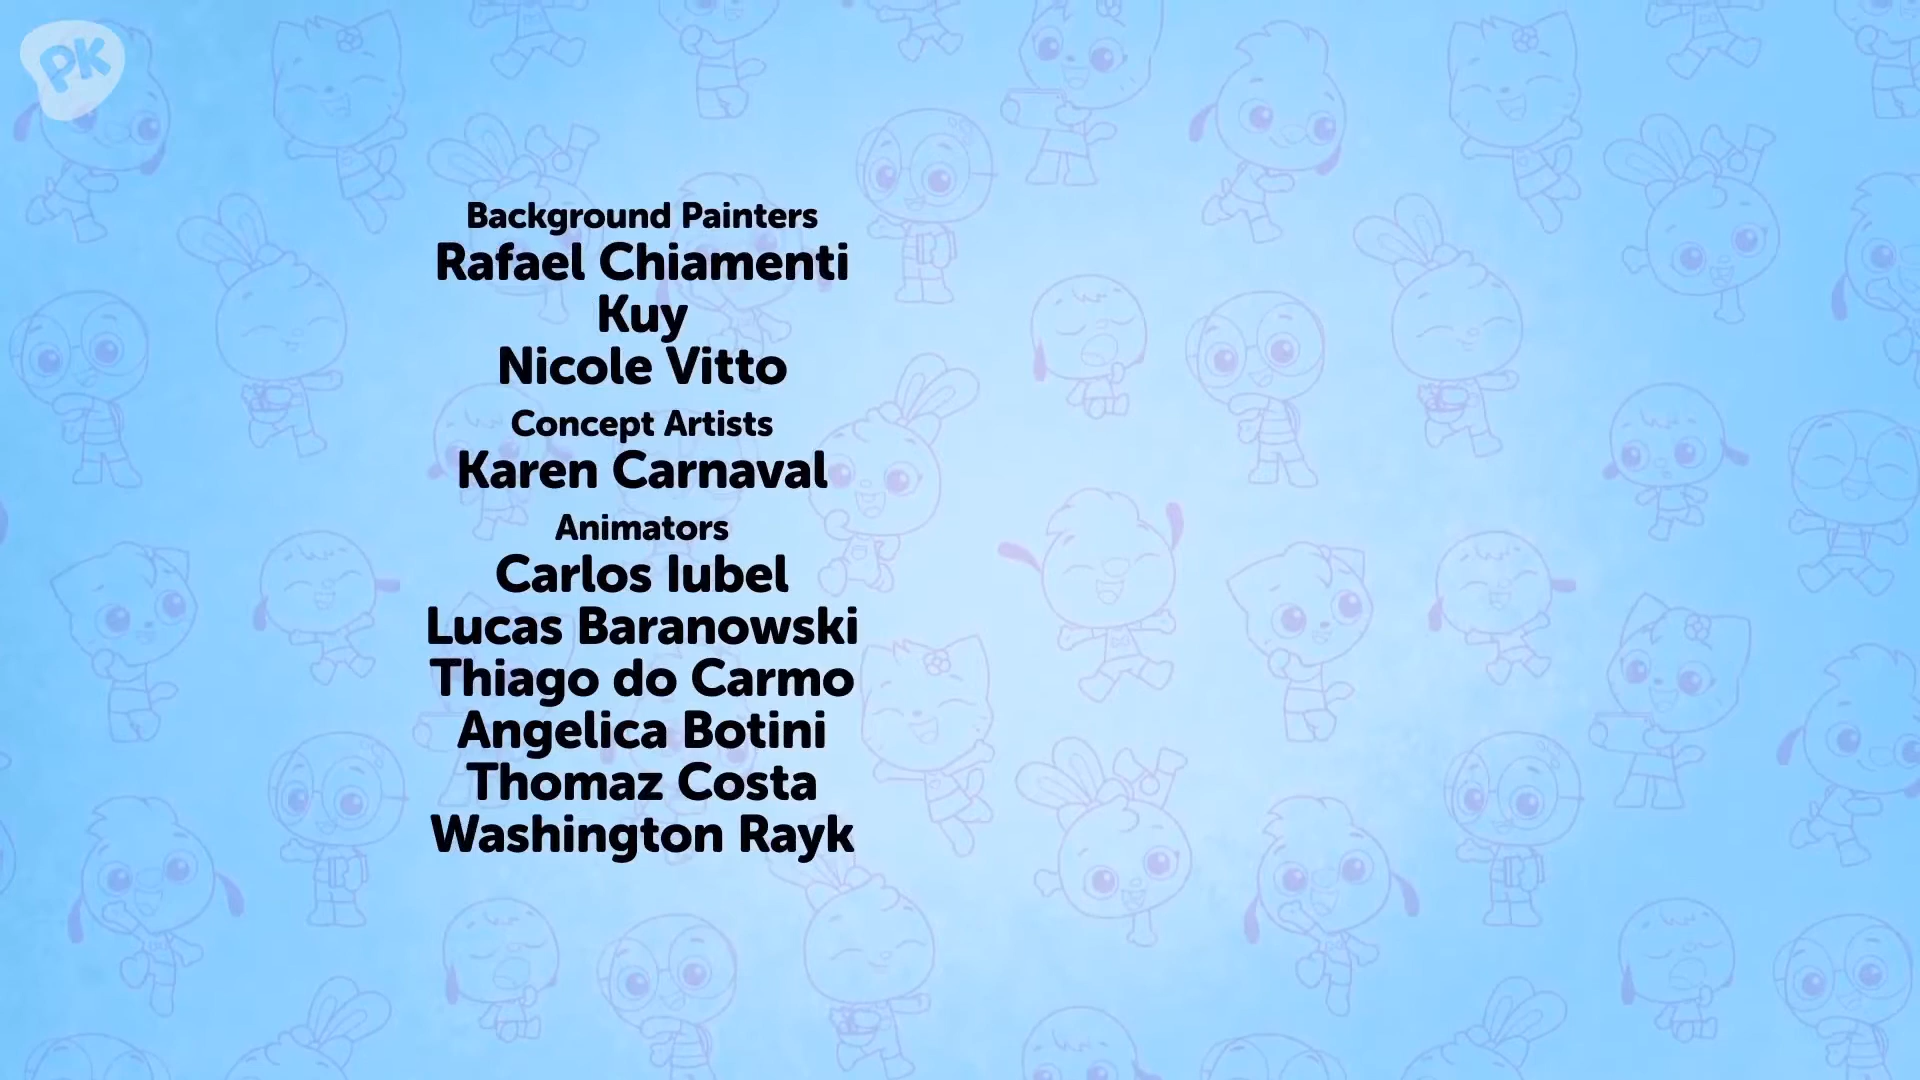 PK
Background Painters
Rafael Chiamenti
Kuy
Nicole Vitto
Concept Artists
Karen Carnaval
Animators
Carlos Iubel
Lucas Baranowski
Thiago do Carmo
Angelica Botini
Thomaz Costa
Washington Rayk